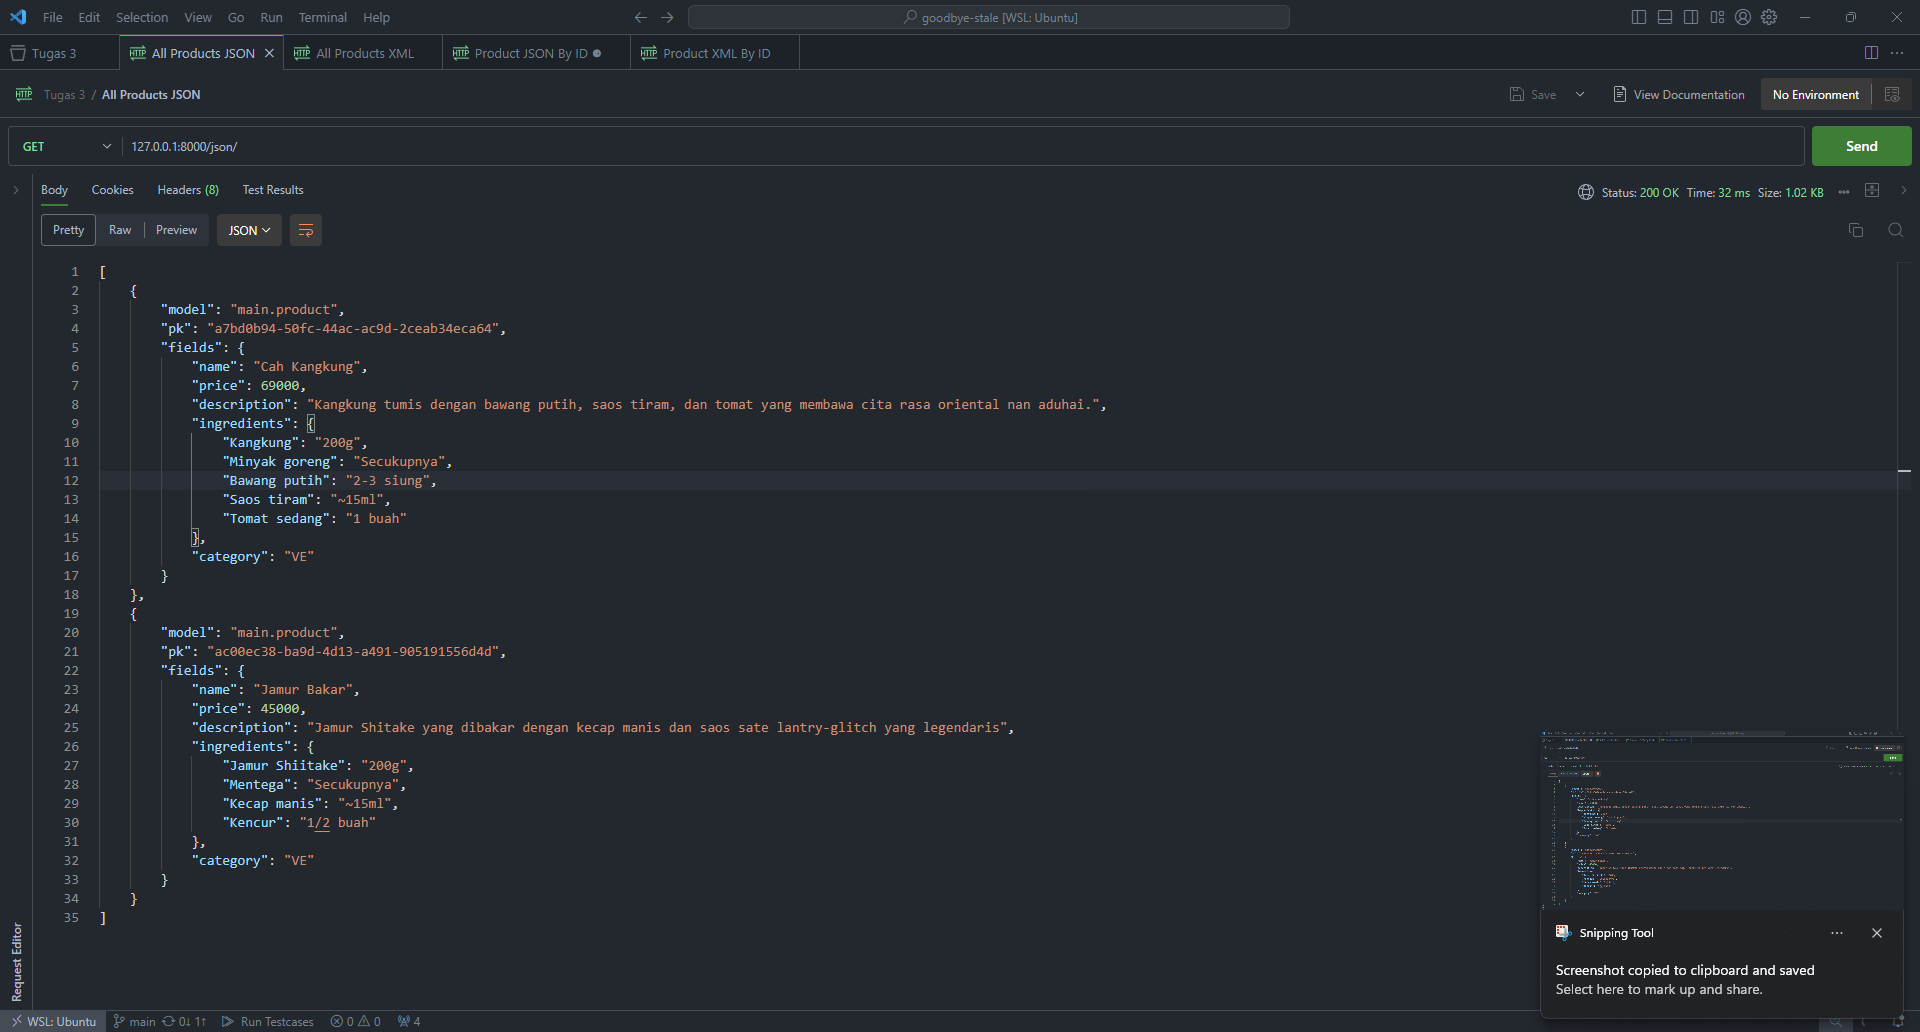 File Edit Selection View Go Run Terminal Help
goodbye-stale [WSL: Ubuntu]
Tugas 3
HTTP All Products JSON
HTTP All Products XML
HTTP Product JSON By ID
HTTP Product XML By ID
HTTP Tugas 3 / All Products JSON
Save
View Documentation
No Environment
GET 127.0.0.1:8000/json/
Send
Body Cookies Headers (8) Test Results
Status: 200 OK Time: 32 ms Size: 1.02 KB
Pretty Raw Preview JSON
1 [
2 {
3 "model": "main.product",
4 "pk": "a7bd0b94-50fc-44ac-ac9d-2ceab34eca64",
5 "fields": {
6 "name": "Cah Kangkung",
7 "price": 69000,
8 "description": "Kangkung tumis dengan bawang putih, saos tiram, dan tomat yang membawa cita rasa oriental nan aduhai.",
9 "ingredients": {
10 "Kangkung": "200g",
11 "Minyak goreng": "Secukupnya",
12 "Bawang putih": "2-3 siung",
13 "Saos tiram": "~15ml",
14 "Tomat sedang": "1 buah"
15 },
16 "category": "VE"
17 }
18 },
19 {
20 "model": "main.product",
21 "pk": "ac00ec38-ba9d-4d13-a491-905191556d4d",
22 "fields": {
23 "name": "Jamur Bakar",
24 "price": 45000,
25 "description": "Jamur Shitake yang dibakar dengan kecap manis dan saos sate lantry-glitch yang legendaris",
26 "ingredients": {
27 "Jamur Shiitake": "200g",
28 "Mentega": "Secukupnya",
29 "Kecap manis": "~15ml",
30 "Kencur": "1/2 buah"
31 },
32 "category": "VE"
33 }
34 }
35 ]
Request Editor
Snipping Tool
Screenshot copied to clipboard and saved
Select here to mark up and share.
WSL: Ubuntu main 0↓ 1↑ Run Testcases 0 0 4